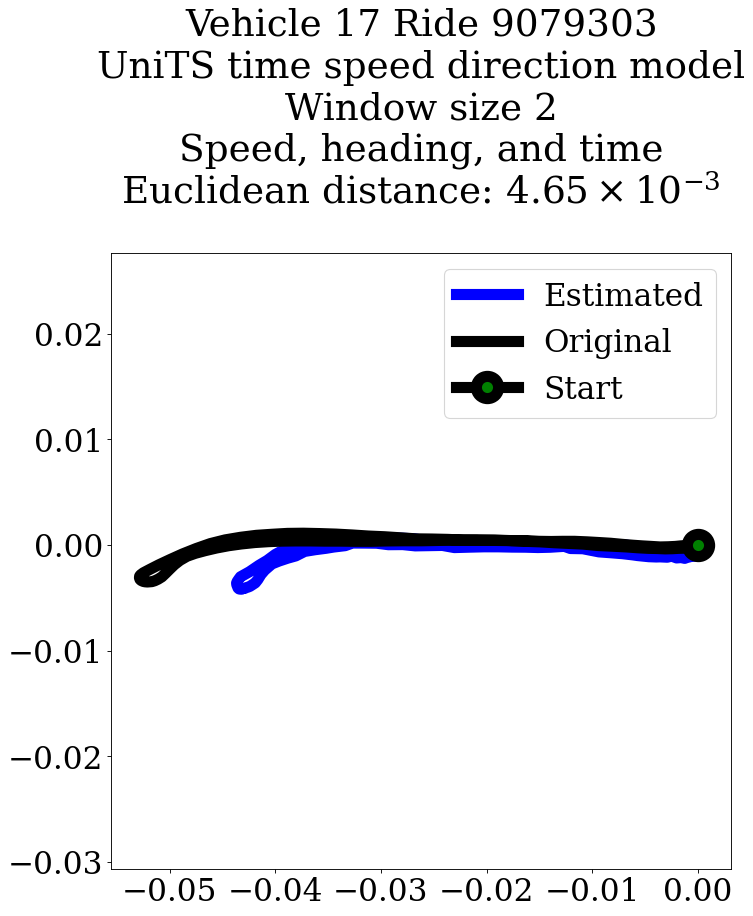 Vehicle 17 Ride 9079303
UniTS time speed direction model
Window size 2
Speed, heading, and time
Euclidean distance: 4.65 × 10⁻³
Estimated
Original
Start
0.02
0.01
0.00
−0.01
−0.02
−0.03
−0.05 −0.04 −0.03 −0.02 −0.01 0.00